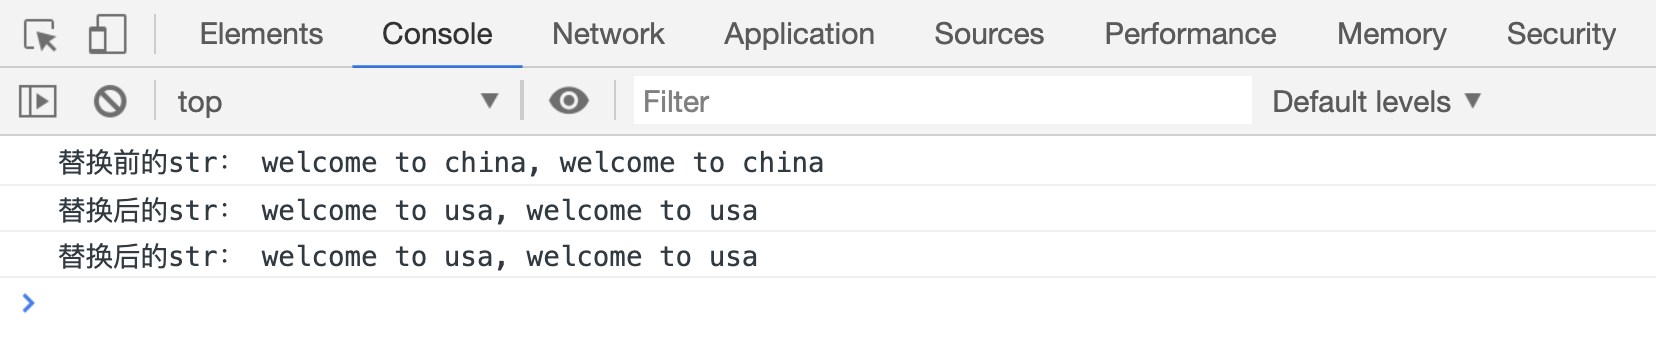 Elements Console Network Application Sources Performance Memory Security
top Filter Default levels
替换前的str： welcome to china, welcome to china
替换后的str： welcome to usa, welcome to usa
替换后的str： welcome to usa, welcome to usa